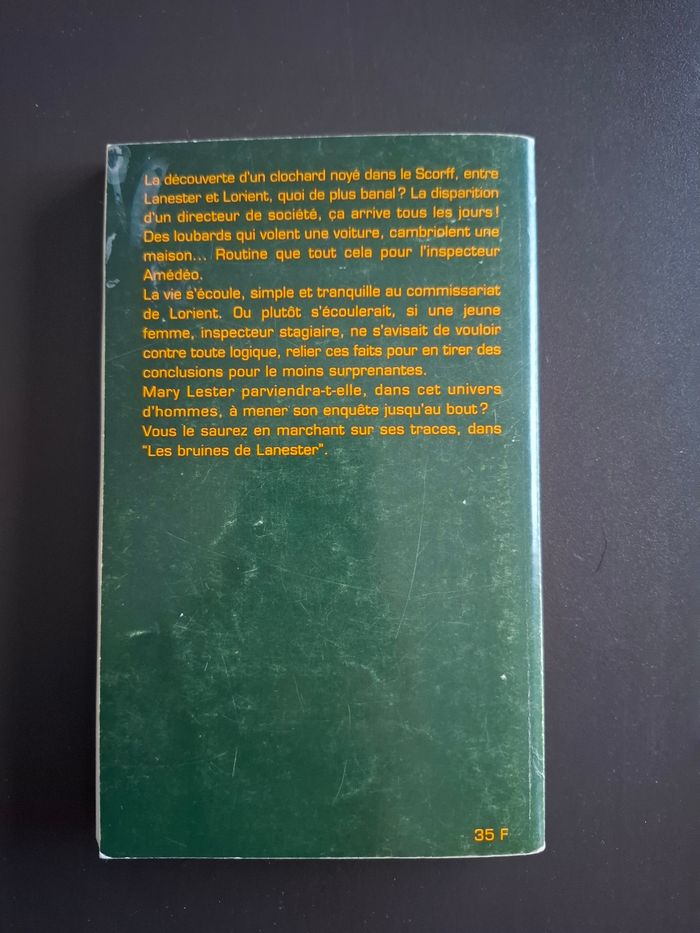 La découverte d'un clochard noyé dans le Scorff, entre
Lanester et Lorient, quoi de plus banal ? La disparition
d'un directeur de société, ça arrive tous les jours !
Des loubards qui volent une voiture, cambriolent une
maison... Routine que tout cela pour l'inspecteur
Amédéo.
La vie s'écoule, simple et tranquille au commissariat
de Lorient. Ou plutôt s'écoulerait, si une jeune
femme, inspecteur stagiaire, ne s'avisait de vouloir
contre toute logique, relier ces faits pour en tirer des
conclusions pour le moins surprenantes.
Mary Lester parviendra-t-elle, dans cet univers
d'hommes, à mener son enquête jusqu'au bout ?
Vous le saurez en marchant sur ses traces, dans
"Les bruines de Lanester".
35 F